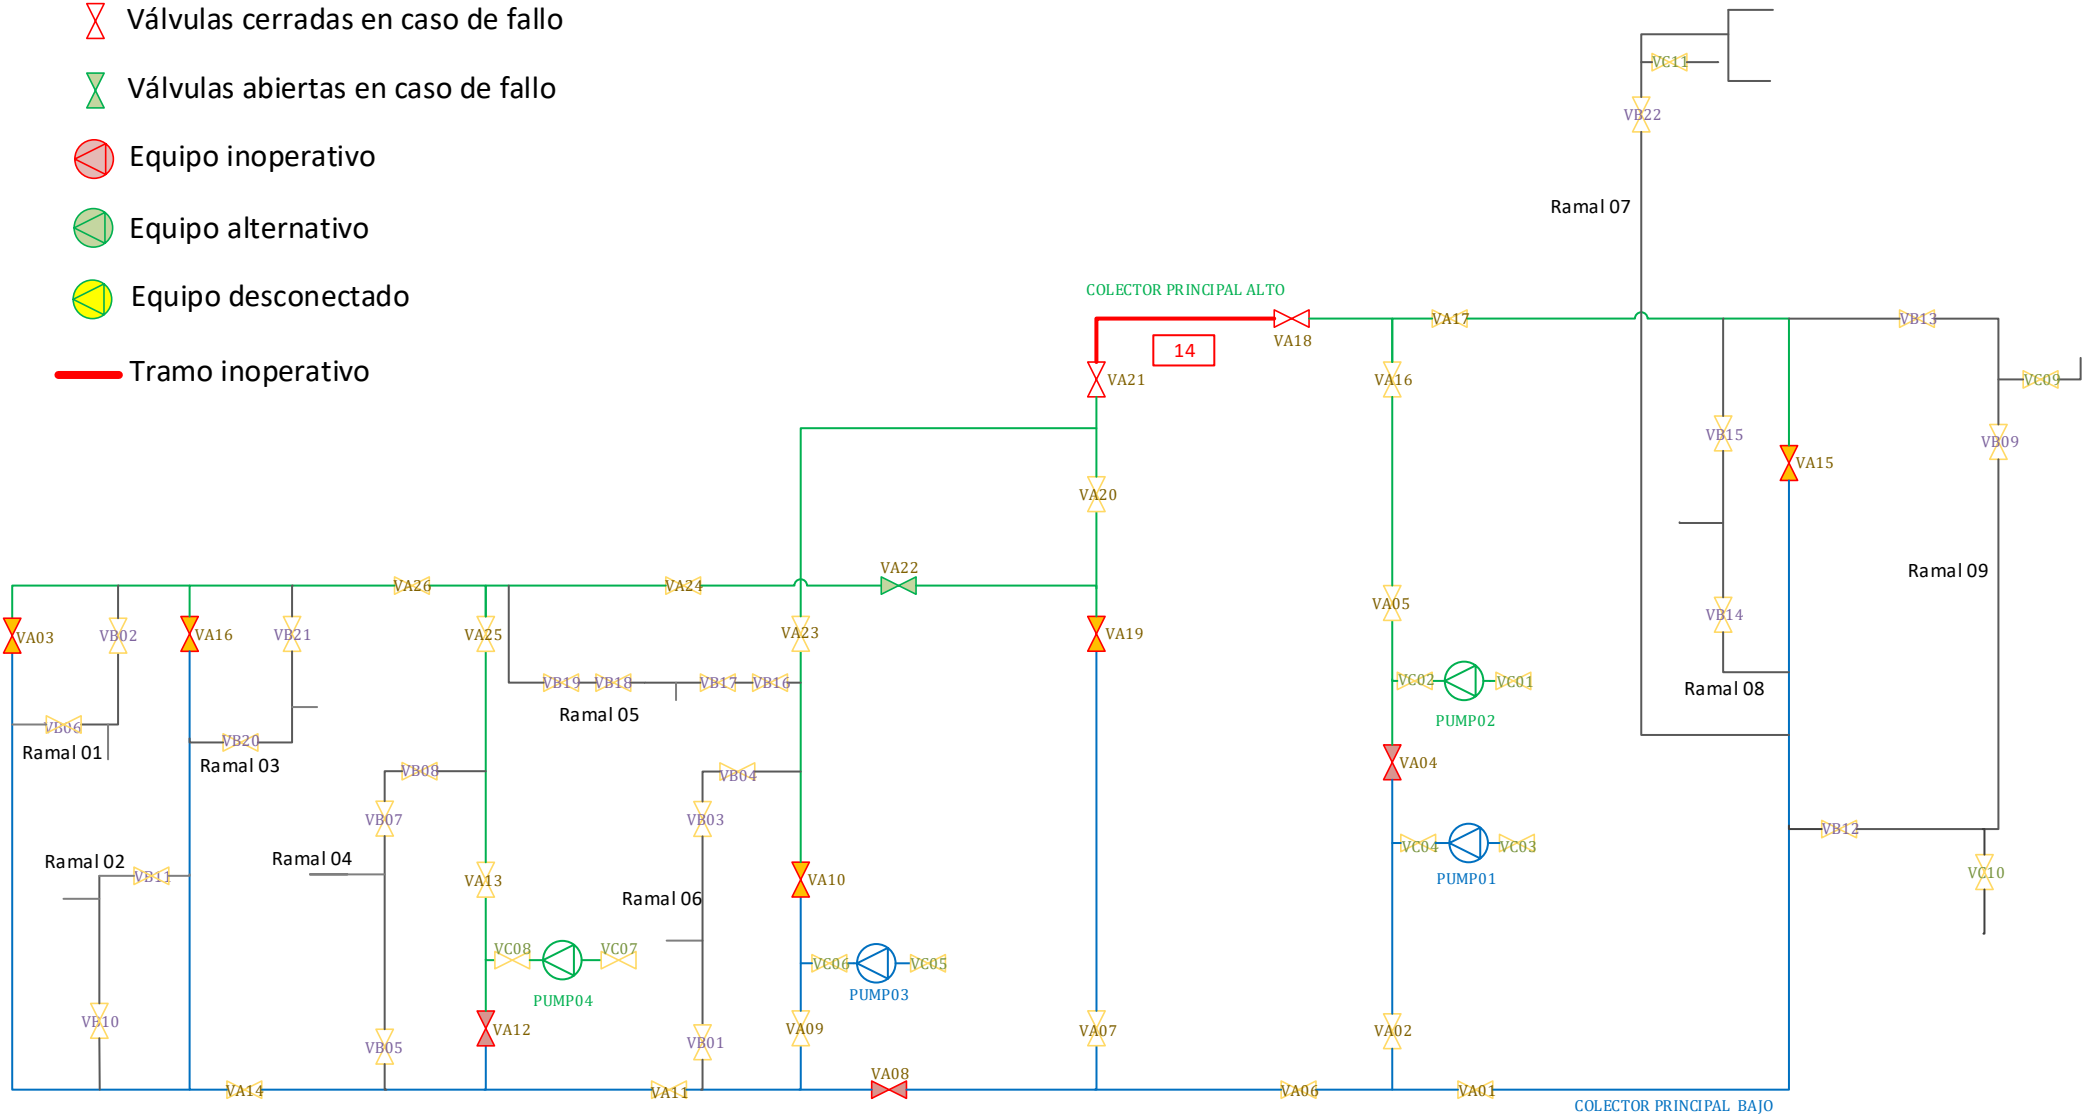 Válvulas cerradas en caso de fallo
Válvulas abiertas en caso de fallo
Equipo inoperativo
Equipo alternativo
Equipo desconectado
Tramo inoperativo
VC11
VB22
Ramal 07
COLECTOR PRINCIPAL ALTO
VA18
14
VA17
VB13
VA21
VA16
VC09
VB15
VB09
VA15
VA20
VA22
VA26
VA24
VA05
Ramal 09
VA03
VB02
VA16
VB21
VA25
VA23
VA19
VB14
VB19
VB18
VB17
VB16
VC02
VC01
Ramal 08
Ramal 05
PUMP02
VB06
Ramal 01
VB20
Ramal 03
VB08
VB04
VA04
VB07
VB03
VB12
VC04
VC03
Ramal 02
Ramal 04
VB11
VA13
VA10
PUMP01
VC10
Ramal 06
VC08
VC07
VC06
VC05
PUMP04
PUMP03
VB10
VA12
VB05
VB01
VA09
VA07
VA02
VA08
VA14
VA11
VA06
VA01
COLECTOR PRINCIPAL BAJO